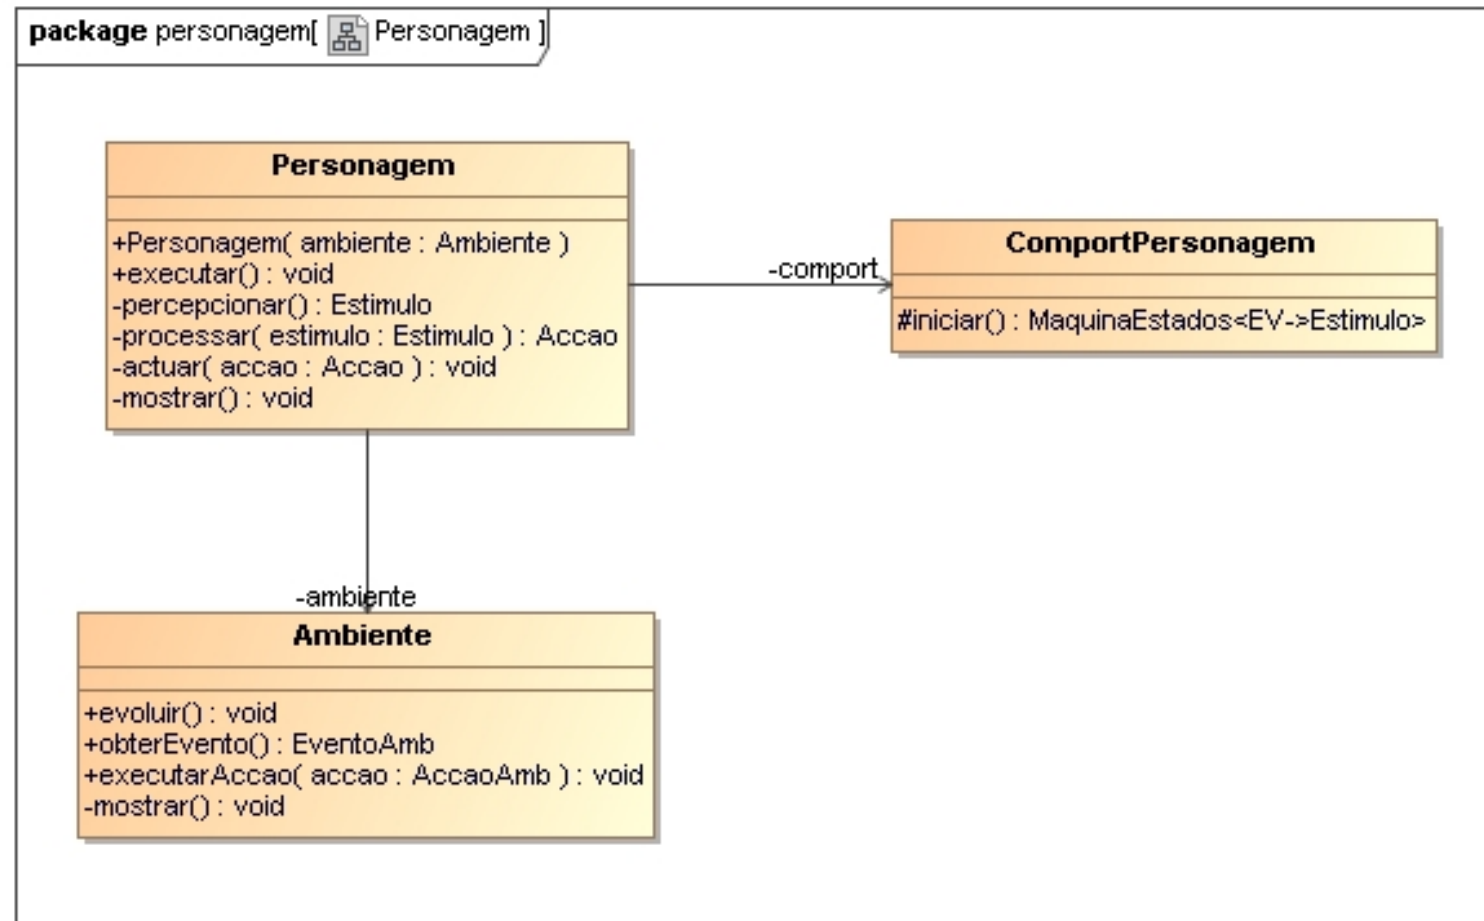 package personagem[ Personagem ]
Personagem
+Personagem( ambiente : Ambiente )
+executar() : void
-percepcionar() : Estimulo
-processar( estimulo : Estimulo ) : Accao
-actuar( accao : Accao ) : void
-mostrar() : void
-comport
ComportPersonagem
#iniciar() : MaquinaEstados<EV->Estimulo>
-ambiente
Ambiente
+evoluir() : void
+obterEvento() : EventoAmb
+executarAccao( accao : AccaoAmb ) : void
-mostrar() : void